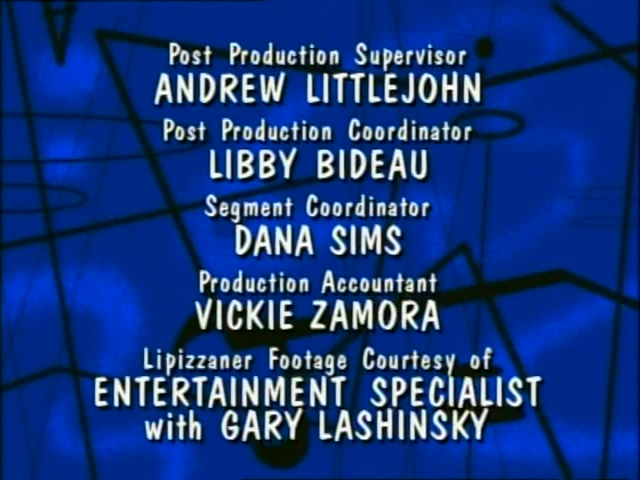 Post Production Supervisor
ANDREW LITTLEJOHN
Post Production Coordinator
LIBBY BIDEAU
Segment Coordinator
DANA SIMS
Production Accountant
VICKIE ZAMORA
Lipizzaner Footage Courtesy of
ENTERTAINMENT SPECIALIST
with GARY LASHINSKY